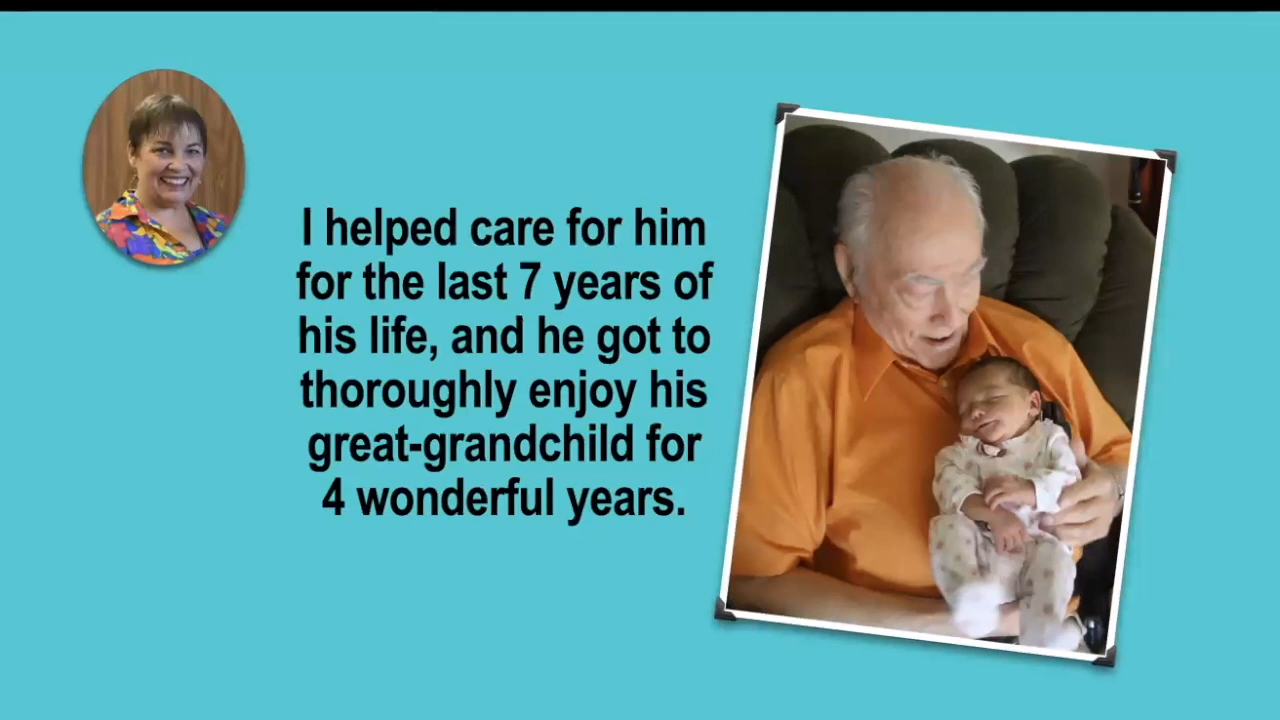 I helped care for him
for the last 7 years of
his life, and he got to
thoroughly enjoy his
great-grandchild for
4 wonderful years.